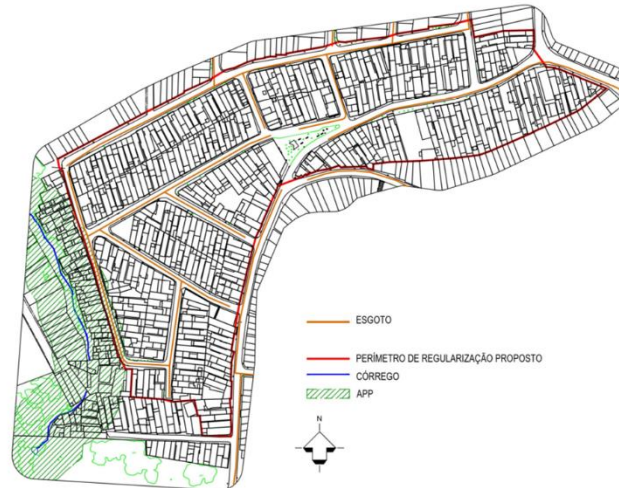 ESGOTO
PERÍMETRO DE REGULARIZAÇÃO PROPOSTO
CÓRREGO
APP
N